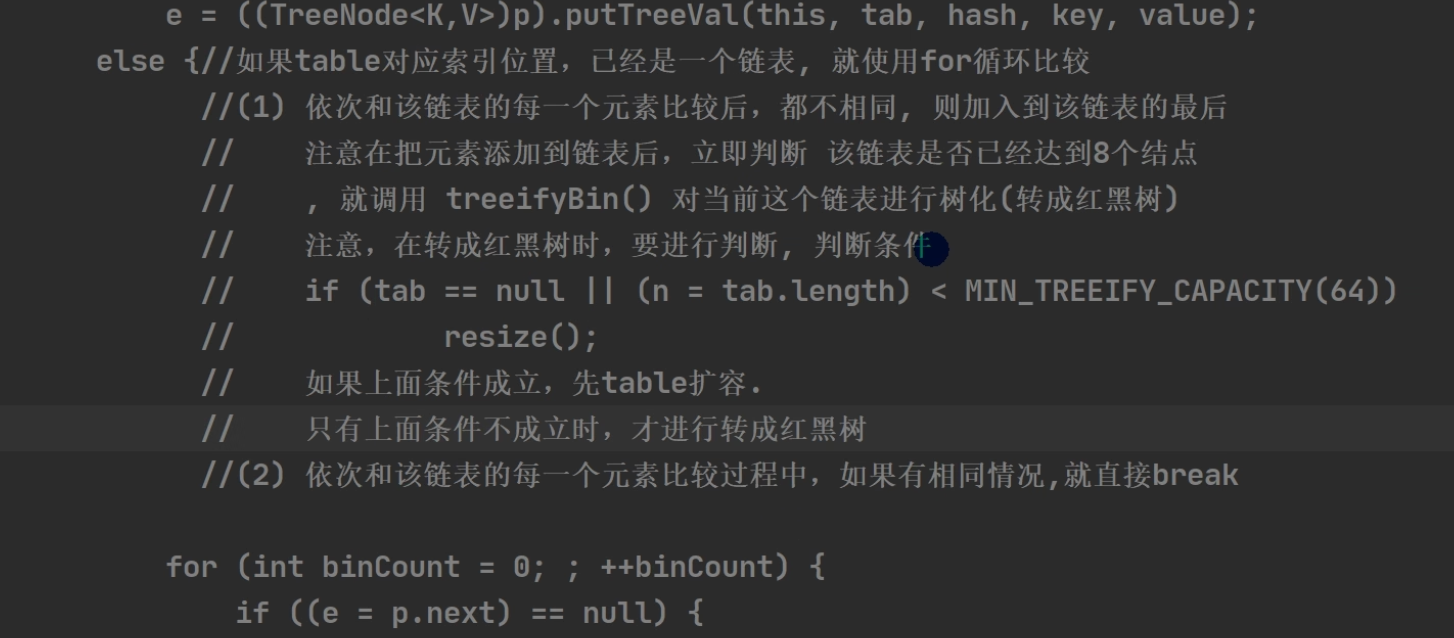 e = ((TreeNode<K,V>)p).putTreeVal(this, tab, hash, key, value);
else {//如果table对应索引位置，已经是一个链表, 就使用for循环比较
//(1) 依次和该链表的每一个元素比较后，都不相同, 则加入到该链表的最后
// 注意在把元素添加到链表后，立即判断 该链表是否已经达到8个结点
// , 就调用 treeifyBin() 对当前这个链表进行树化(转成红黑树)
// 注意，在转成红黑树时，要进行判断, 判断条件
// if (tab == null || (n = tab.length) < MIN_TREEIFY_CAPACITY(64))
// resize();
// 如果上面条件成立，先table扩容.
// 只有上面条件不成立时，才进行转成红黑树
//(2) 依次和该链表的每一个元素比较过程中，如果有相同情况,就直接break
for (int binCount = 0; ; ++binCount) {
if ((e = p.next) == null) {